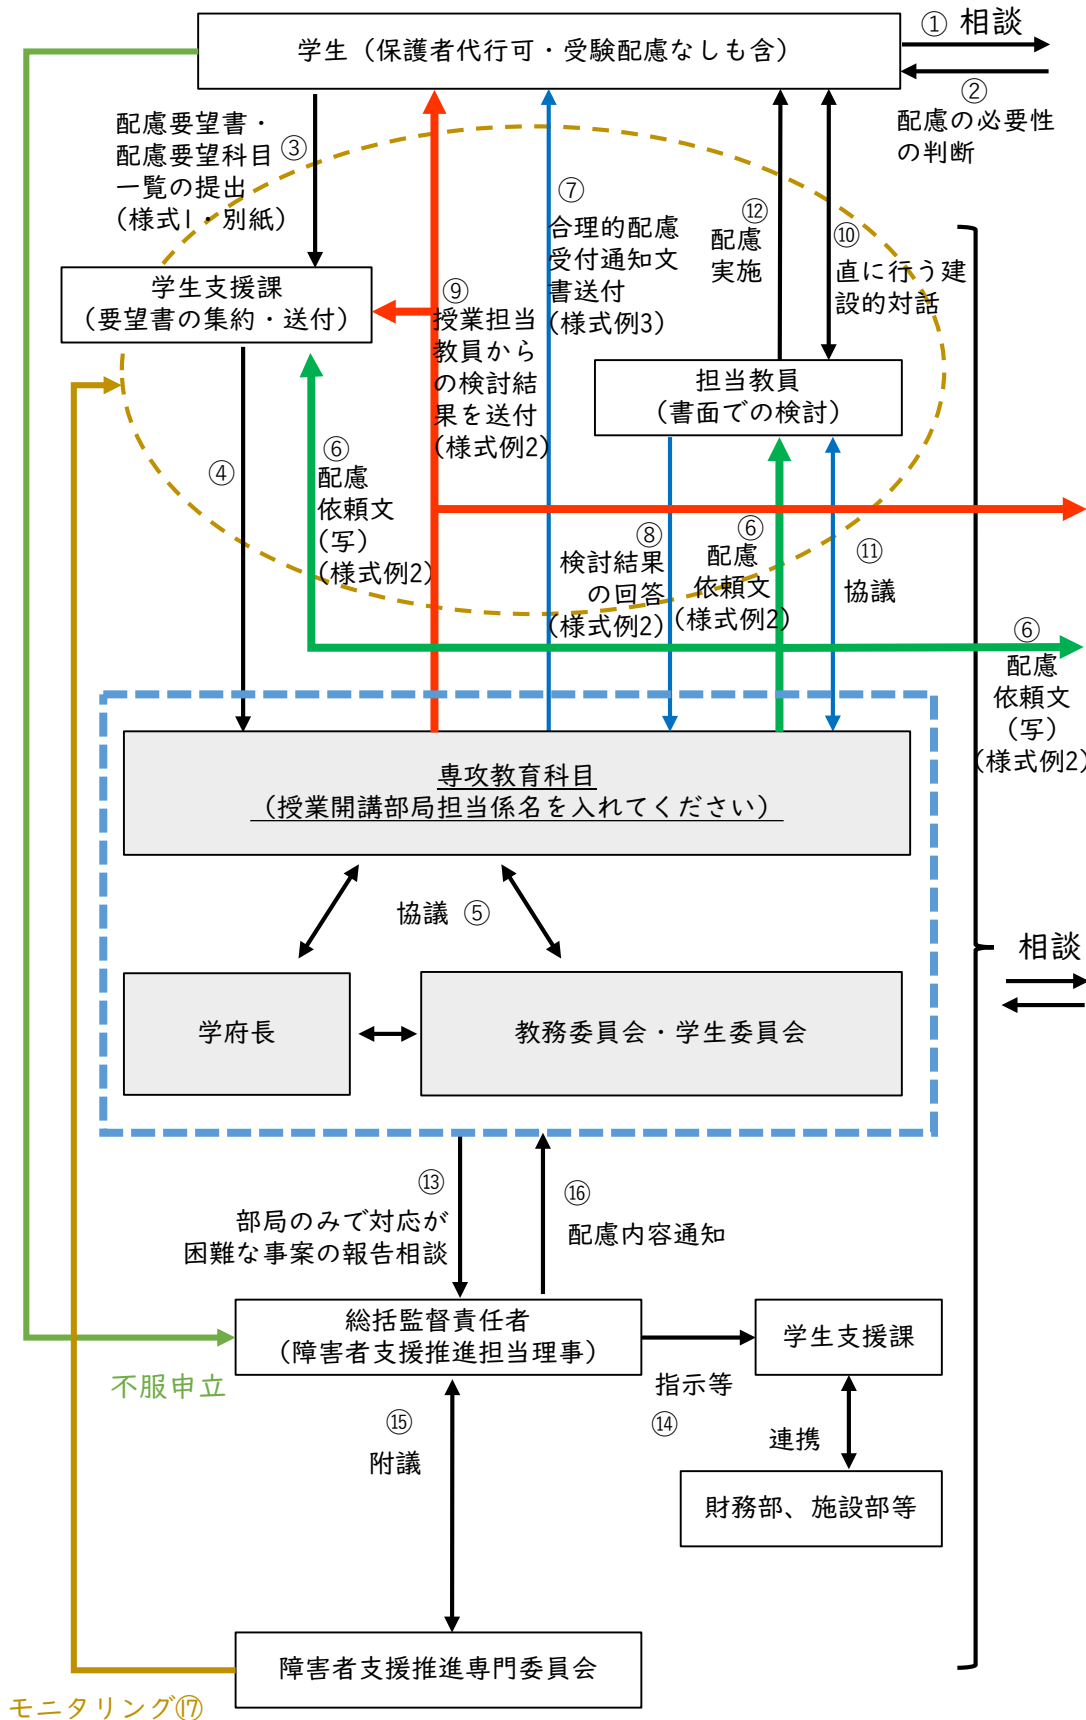 学生（保護者代行可・受験配慮なしも含）
① 相談
②
配慮の必要性
の判断
配慮要望書・
配慮要望科目
一覧の提出
(様式1・別紙)
③
⑦
合理的配慮
受付通知文
書送付
(様式例3)
⑫
配慮
実施
⑩
直に行う建
設的対話
学生支援課
（要望書の集約・送付）
⑨
授業担当
教員から
の検討結
果を送付
(様式例2)
担当教員
（書面での検討）
④
⑥
配慮
依頼文
(写)
(様式例2)
⑧
検討結果
の回答
(様式例2)
⑥
配慮
依頼文
(様式例2)
⑪
協議
⑥
配慮
依頼文
(写)
(様式例2)
専攻教育科目
（授業開講部局担当係名を入れてください）
協議 ⑤
相談
学府長
教務委員会・学生委員会
⑬
部局のみで対応が
困難な事案の報告相談
⑯
配慮内容通知
総括監督責任者
（障害者支援推進担当理事）
学生支援課
不服申立
指示等
⑭
⑮
附議
連携
財務部、施設部等
障害者支援推進専門委員会
モニタリング⑰